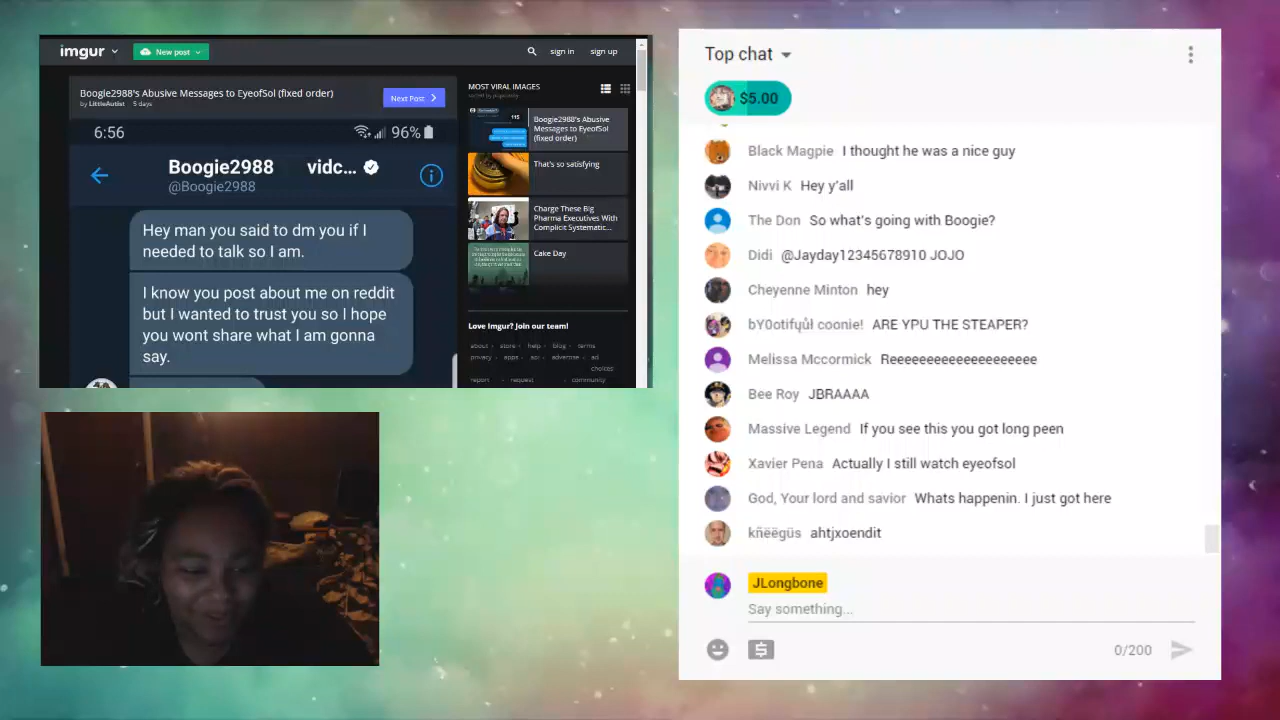 imgur
New post
sign in
sign up
Boogie2988's Abusive Messages to EyeofSol (fixed order)
by LittleAutist 5 days
Next Post
6:56
96%
Boogie2988 vidc...
@Boogie2988
Hey man you said to dm you if I
needed to talk so I am.
I know you post about me on reddit
but I wanted to trust you so I hope
you wont share what I am gonna
say.
MOST VIRAL IMAGES
Boogie2988's Abusive
Messages to EyeofSol
(fixed order)
That's so satisfying
Charge These Big
Pharma Executives With
Complicit Systematic...
Cake Day
Love Imgur? Join our team!
about store help blog terms
privacy apps api advertise ad
choices
report request community
Top chat
$5.00
Black Magpie I thought he was a nice guy
Nivvi K Hey y'all
The Don So what's going with Boogie?
Didi @Jayday12345678910 JOJO
Cheyenne Minton hey
bY0otifyůł coonie! ARE YPU THE STEAPER?
Melissa Mccormick Reeeeeeeeeeeeeeeeeee
Bee Roy JBRAAAA
Massive Legend If you see this you got long peen
Xavier Pena Actually I still watch eyeofsol
God, Your lord and savior Whats happenin. I just got here
kñëëgüs ahtjxoendit
JLongbone
Say something...
0/200